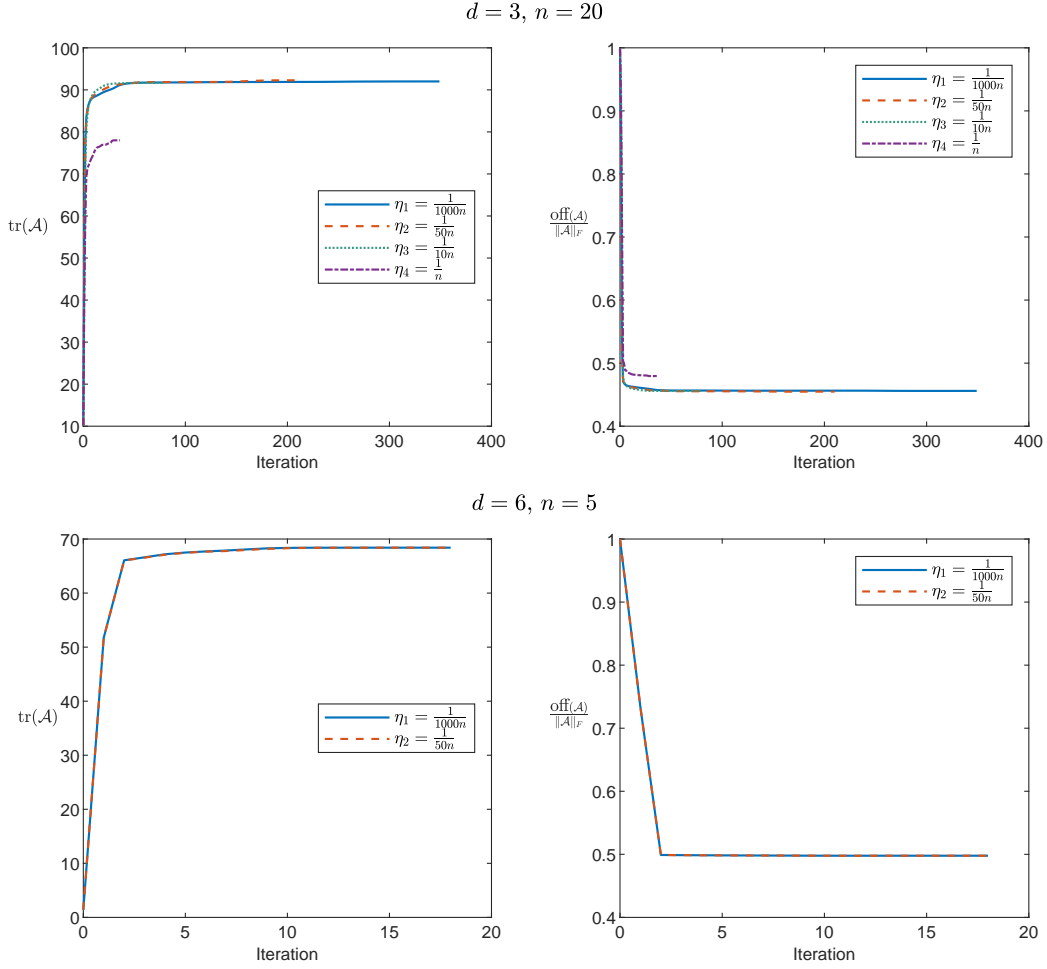 d = 3, n = 20
100
90
80
70
60
50
40
30
20
10
tr(𝒜)
0 100 200 300 400
Iteration
η₁ = 1/1000n
η₂ = 1/50n
η₃ = 1/10n
η₄ = 1/n
1
0.9
0.8
0.7
0.6
0.5
0.4
off(𝒜)/‖𝒜‖F
0 100 200 300 400
Iteration
η₁ = 1/1000n
η₂ = 1/50n
η₃ = 1/10n
η₄ = 1/n
d = 6, n = 5
70
60
50
40
30
20
10
0
tr(𝒜)
0 5 10 15 20
Iteration
η₁ = 1/1000n
η₂ = 1/50n
1
0.9
0.8
0.7
0.6
0.5
0.4
off(𝒜)/‖𝒜‖F
0 5 10 15 20
Iteration
η₁ = 1/1000n
η₂ = 1/50n